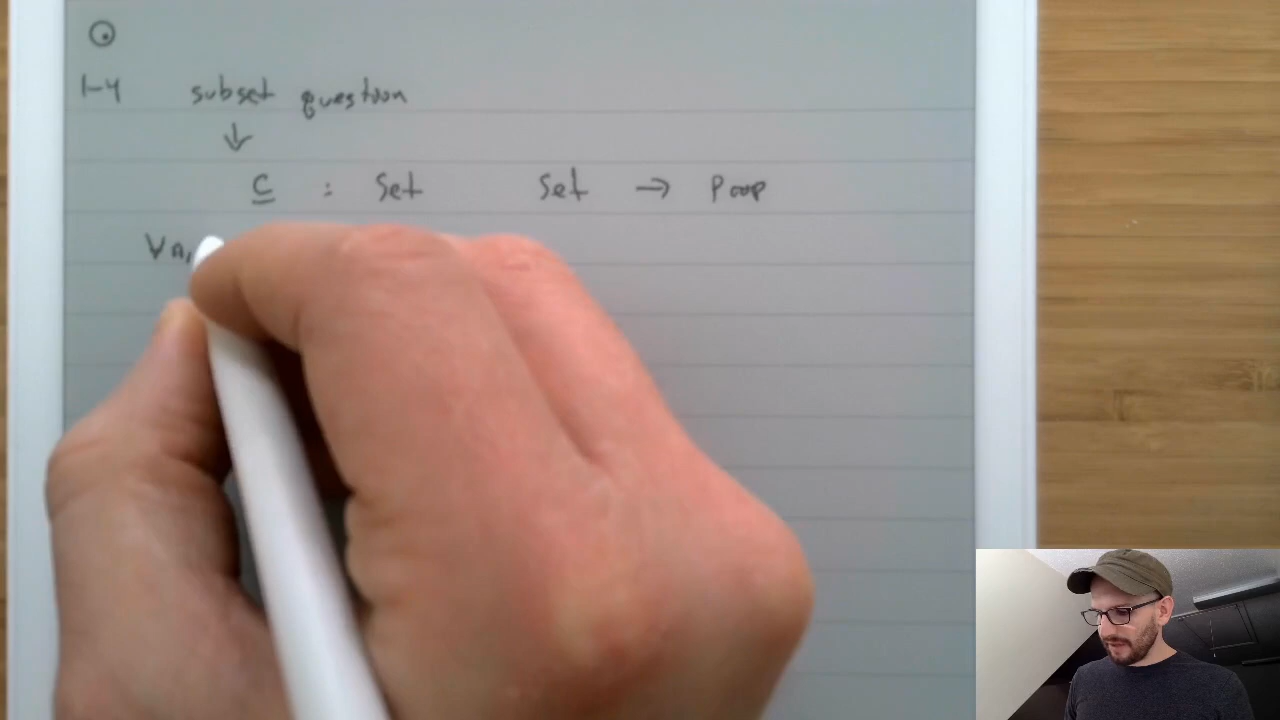 1-4 subset question
↓
⊆ : Set Set → Prop
∀ A,